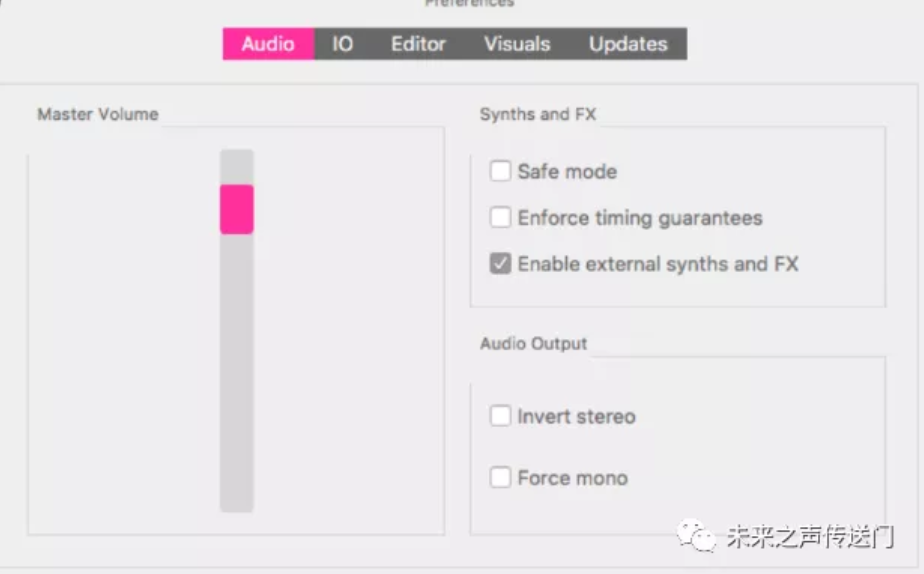 Preferences
Audio IO Editor Visuals Updates
Master Volume
Synths and FX
Safe mode
Enforce timing guarantees
Enable external synths and FX
Audio Output
Invert stereo
Force mono
未来之声传送门